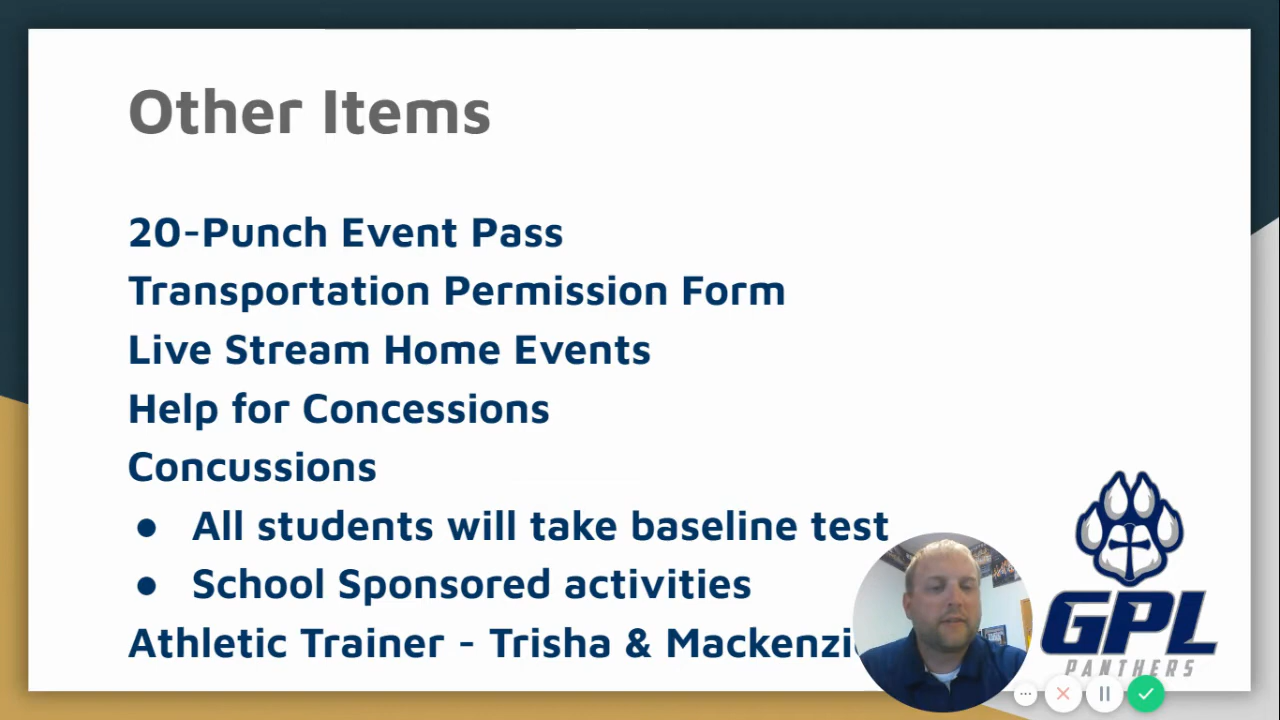 Other Items
20-Punch Event Pass
Transportation Permission Form
Live Stream Home Events
Help for Concessions
Concussions
● All students will take baseline test
● School Sponsored activities
Athletic Trainer - Trisha &
GPL
PANTHERS